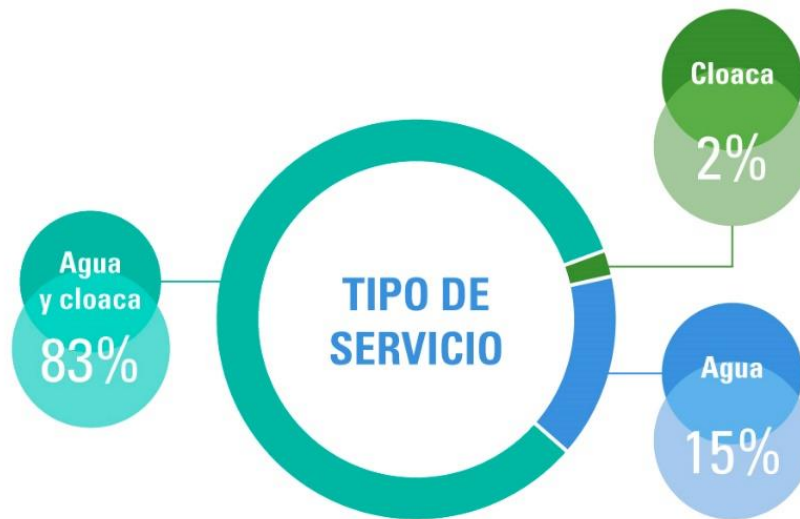 Cloaca
2%
Agua
y cloaca
83%
TIPO DE
SERVICIO
Agua
15%